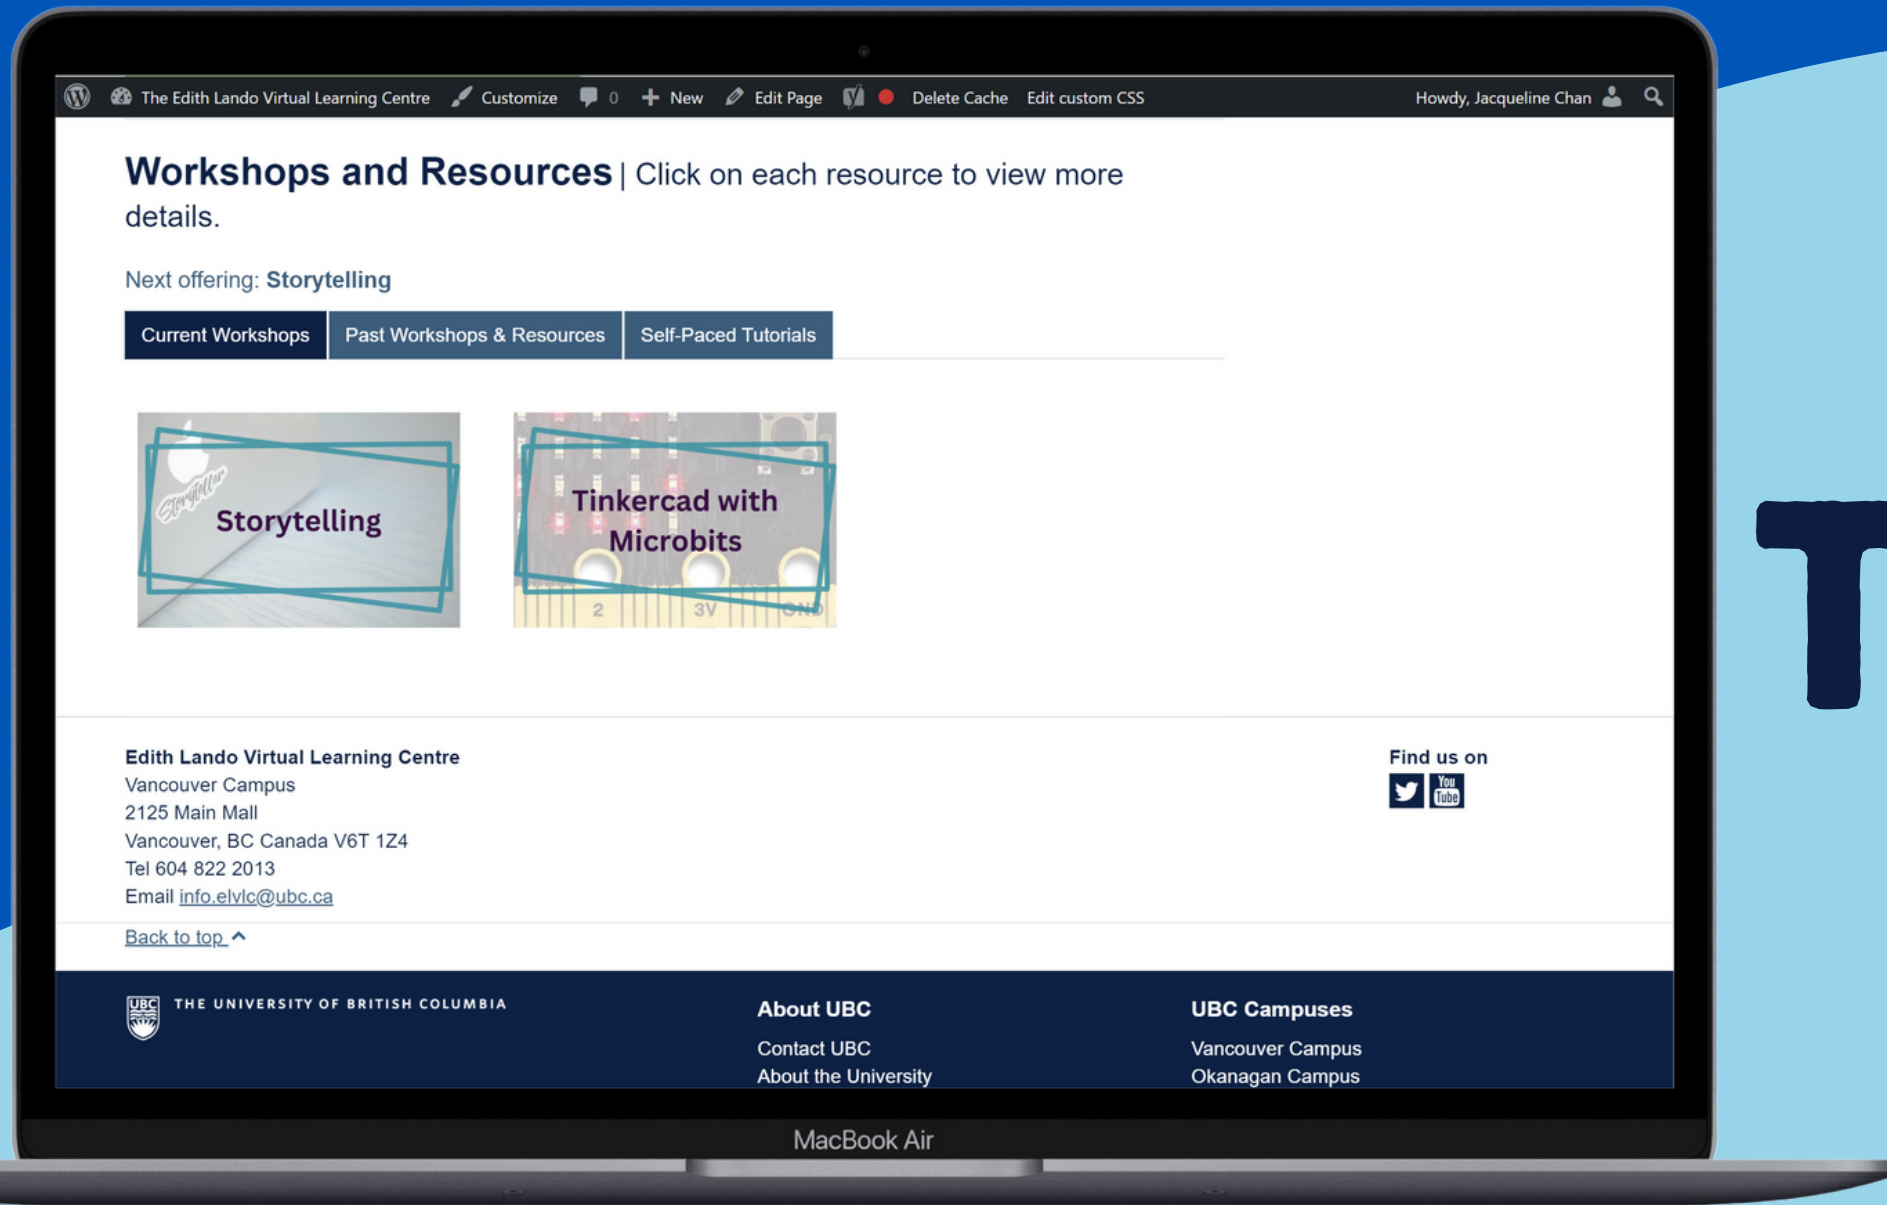 The Edith Lando Virtual Learning Centre Customize 0 New Edit Page Delete Cache Edit custom CSS Howdy, Jacqueline Chan
Workshops and Resources | Click on each resource to view more
details.
Next offering: Storytelling
Current Workshops Past Workshops & Resources Self-Paced Tutorials
Storyteller
Storytelling
Tinkercad with
Microbits
2 3V GND
Edith Lando Virtual Learning Centre
Vancouver Campus
2125 Main Mall
Vancouver, BC Canada V6T 1Z4
Tel 604 822 2013
Email info.elvlc@ubc.ca
Find us on
You
Tube
Back to top
UBC THE UNIVERSITY OF BRITISH COLUMBIA
About UBC
Contact UBC
About the University
UBC Campuses
Vancouver Campus
Okanagan Campus
MacBook Air
T